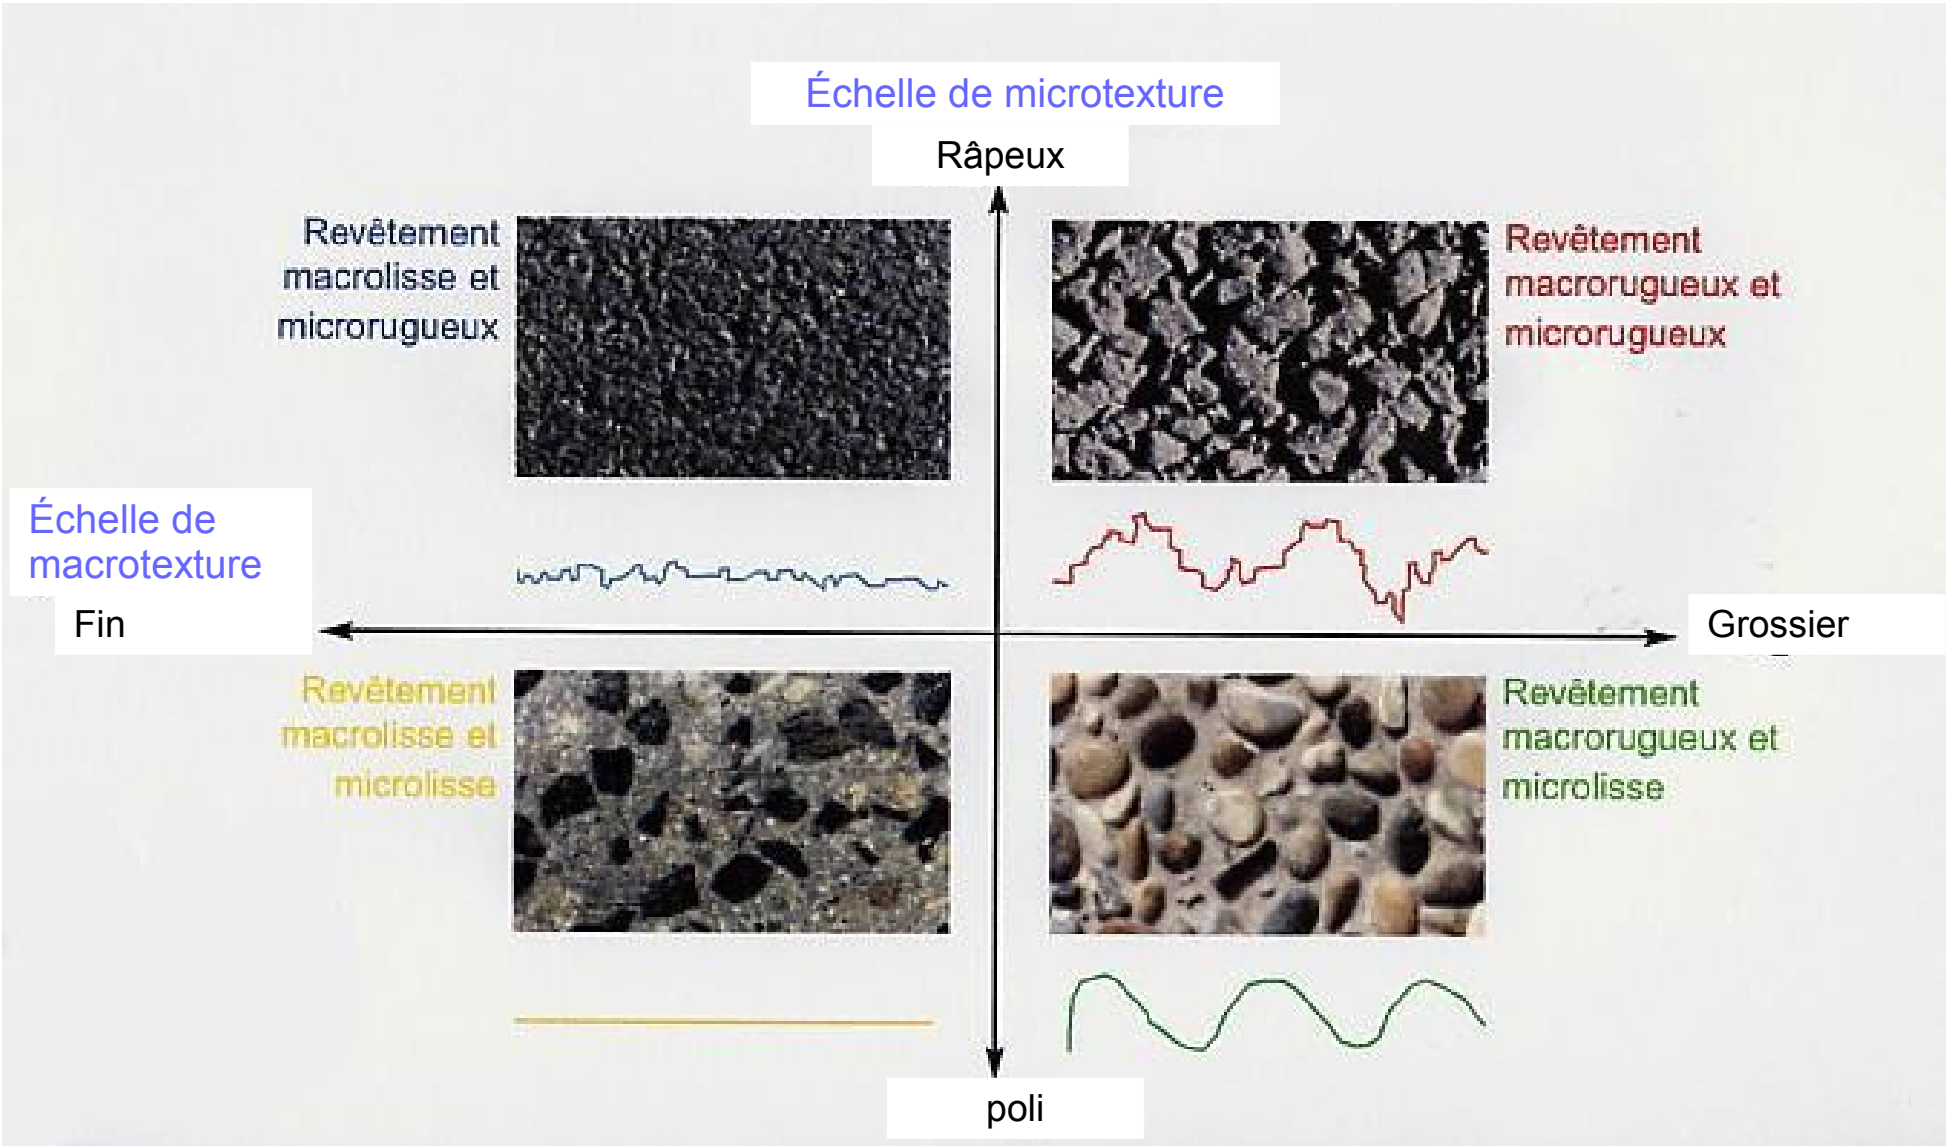 Échelle de microtexture
Râpeux
Revêtement
macrolisse et
microrugueux
Revêtement
macrorugueux et
microrugueux
Échelle de
macrotexture
Fin
Grossier
Revêtement
macrolisse et
microlisse
Revêtement
macrorugueux et
microlisse
poli